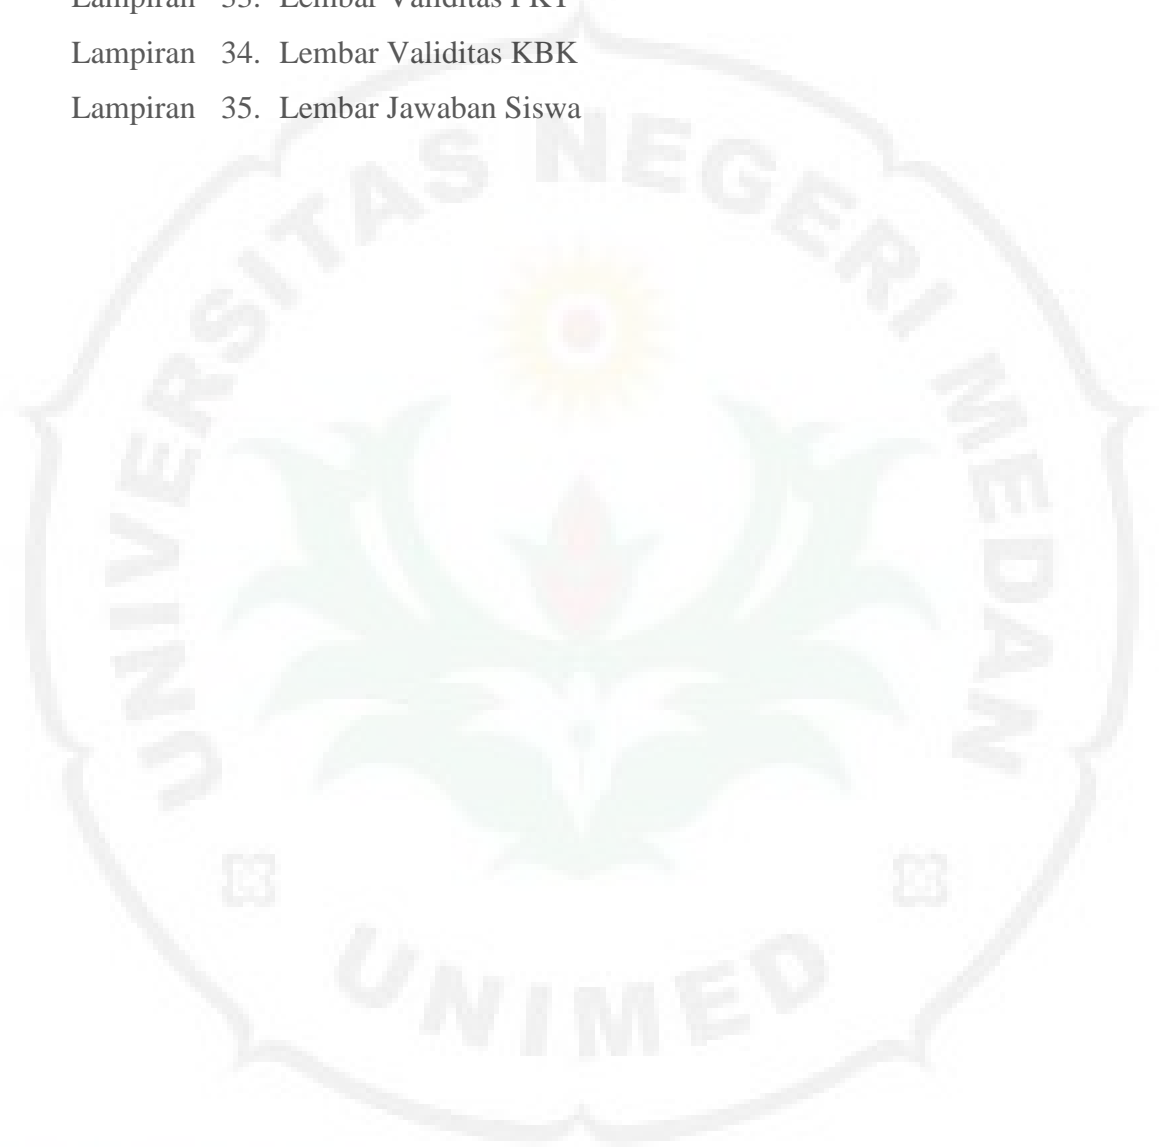 Lampiran 34. Lembar Validitas KBK
Lampiran 35. Lembar Jawaban Siswa
UNIVERSITAS NEGERI MEDAN
UNIMED